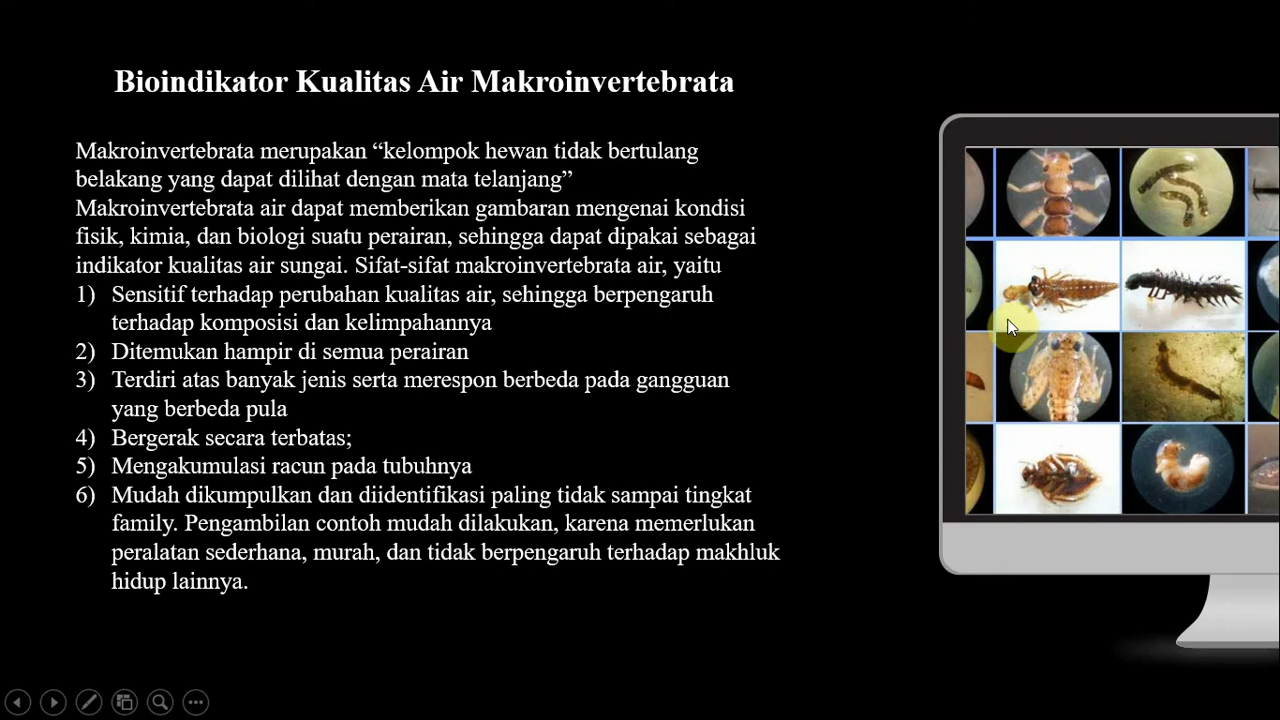 Bioindikator Kualitas Air Makroinvertebrata
Makroinvertebrata merupakan “kelompok hewan tidak bertulang
belakang yang dapat dilihat dengan mata telanjang”
Makroinvertebrata air dapat memberikan gambaran mengenai kondisi
fisik, kimia, dan biologi suatu perairan, sehingga dapat dipakai sebagai
indikator kualitas air sungai. Sifat-sifat makroinvertebrata air, yaitu
1) Sensitif terhadap perubahan kualitas air, sehingga berpengaruh
terhadap komposisi dan kelimpahannya
2) Ditemukan hampir di semua perairan
3) Terdiri atas banyak jenis serta merespon berbeda pada gangguan
yang berbeda pula
4) Bergerak secara terbatas;
5) Mengakumulasi racun pada tubuhnya
6) Mudah dikumpulkan dan diidentifikasi paling tidak sampai tingkat
family. Pengambilan contoh mudah dilakukan, karena memerlukan
peralatan sederhana, murah, dan tidak berpengaruh terhadap makhluk
hidup lainnya.